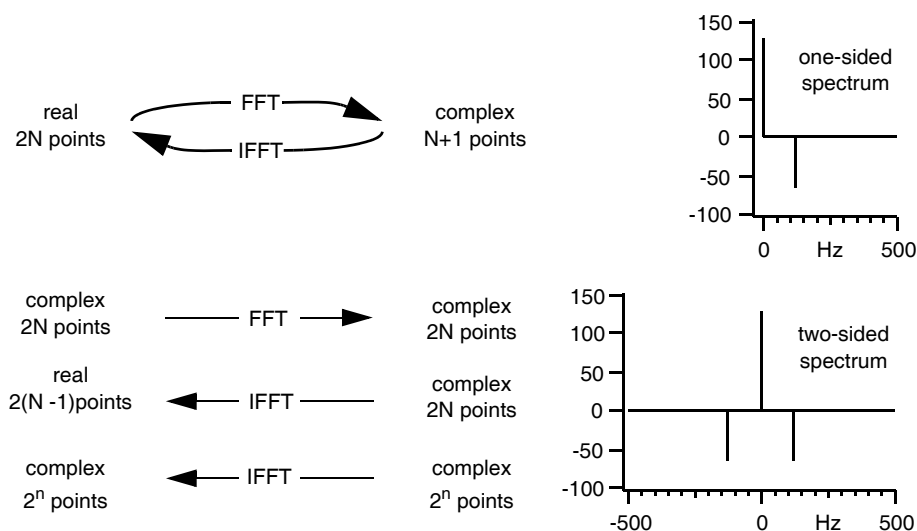 real
2N points
FFT
IFFT
complex
N+1 points
150
100
50
0
-50
-100
0 Hz 500
one-sided
spectrum
complex
2N points
FFT
complex
2N points
real
2(N -1)points
IFFT
complex
2N points
complex
2ⁿ points
IFFT
complex
2ⁿ points
150
100
50
0
-50
-100
-500 0 Hz 500
two-sided
spectrum